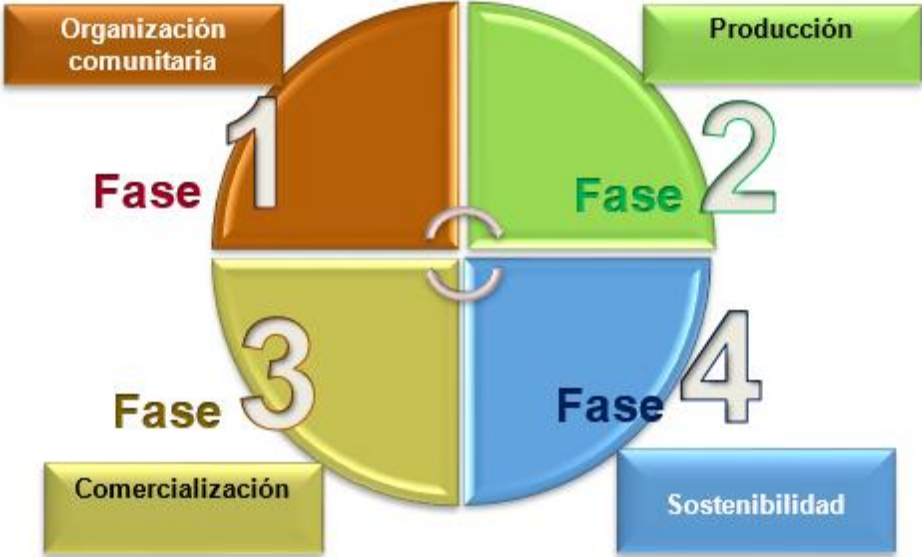 Organización
comunitaria
Fase 1
Producción
Fase 2
Fase 3
Comercialización
Fase 4
Sostenibilidad